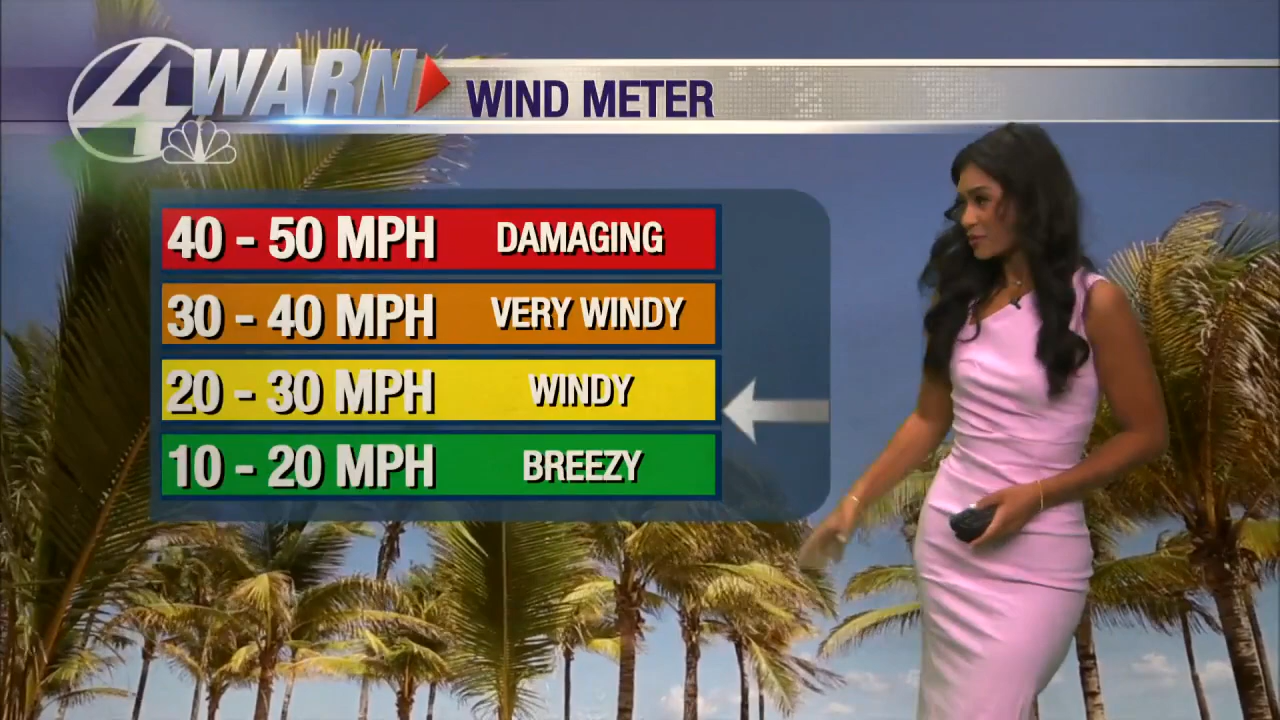 4WARN WIND METER
40 - 50 MPH DAMAGING
30 - 40 MPH VERY WINDY
20 - 30 MPH WINDY
10 - 20 MPH BREEZY